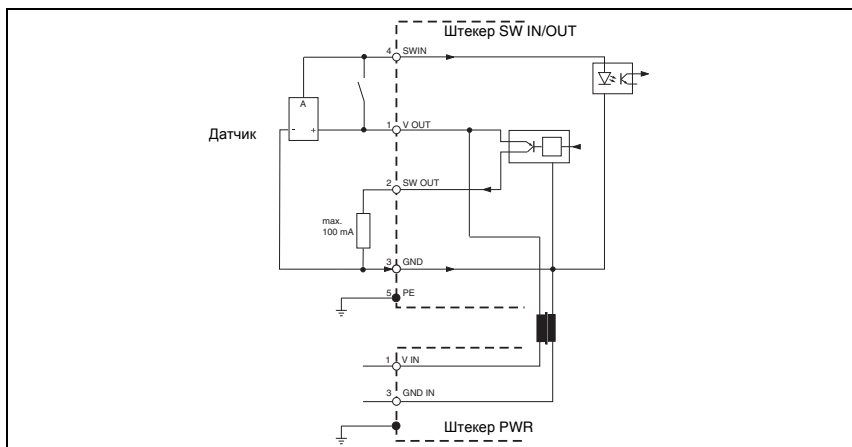 Штекер SW IN/OUT
4 SWIN
A
- +
Датчик
1 V OUT
2 SW OUT
max.
100 mA
3 GND
5 PE
1 V IN
3 GND IN
Штекер PWR